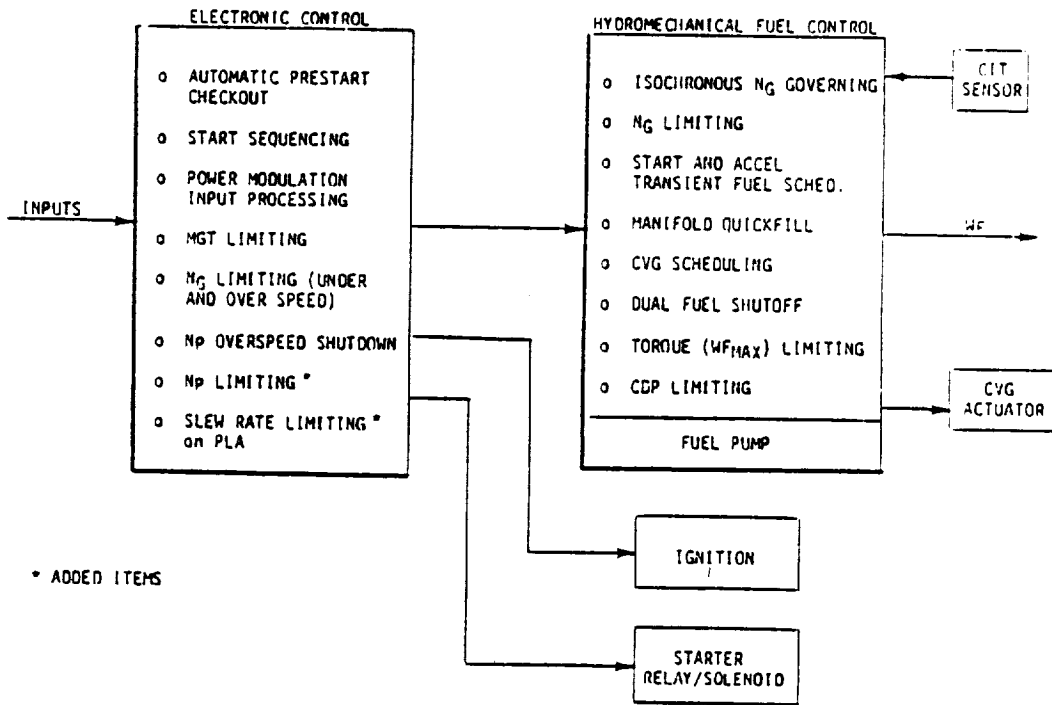 ELECTRONIC CONTROL
o AUTOMATIC PRESTART
CHECKOUT
o START SEQUENCING
o POWER MODULATION
INPUT PROCESSING
o MGT LIMITING
o NG LIMITING (UNDER
AND OVER SPEED)
o Np OVERSPEED SHUTDOWN
o Np LIMITING *
o SLEW RATE LIMITING *
on PLA
INPUTS
HYDROMECHANICAL FUEL CONTROL
o ISOCHRONOUS NG GOVERNING
o NG LIMITING
o START AND ACCEL
TRANSIENT FUEL SCHED.
o MANIFOLD QUICKFILL
o CVG SCHEDULING
o DUAL FUEL SHUTOFF
o TORQUE (WFMAX) LIMITING
o CDP LIMITING
FUEL PUMP
CIT
SENSOR
WF
CVG
ACTUATOR
IGNITION
STARTER
RELAY/SOLENOID
* ADDED ITEMS